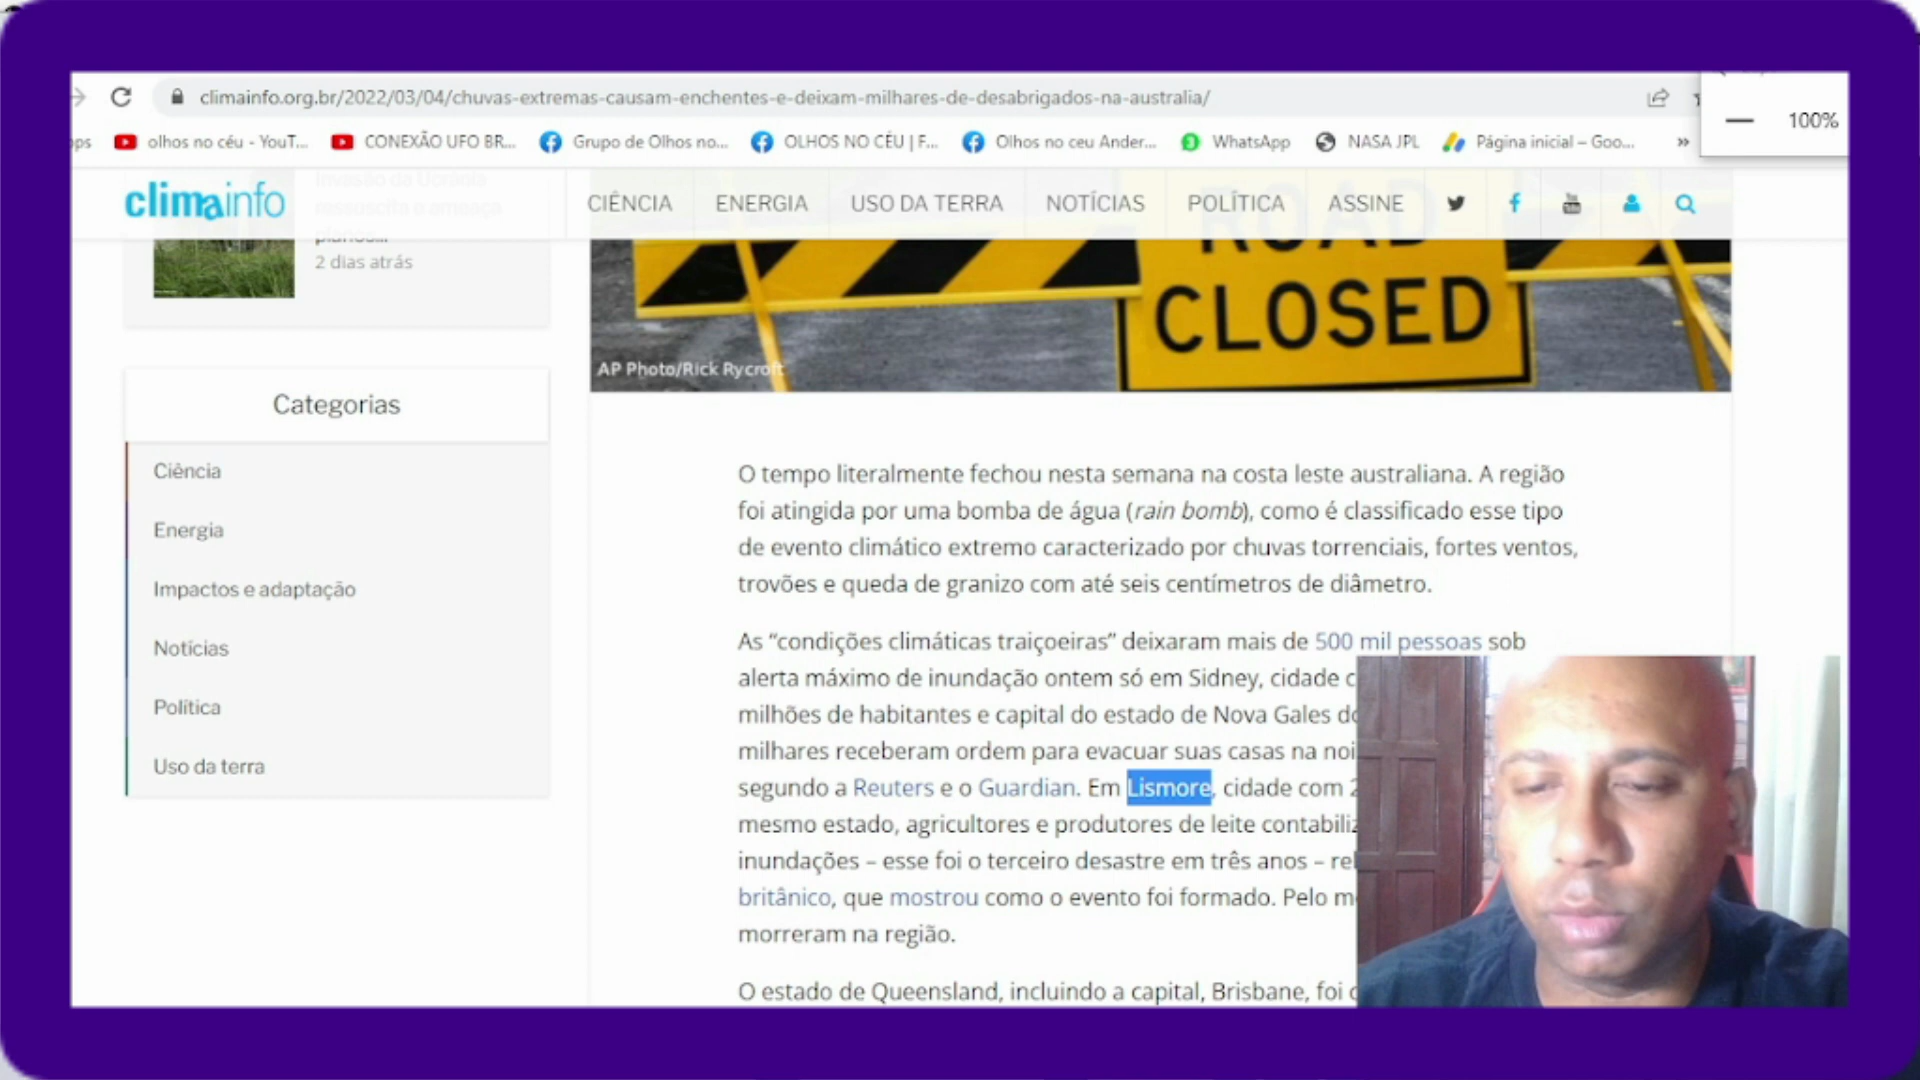 climainfo.org.br/2022/03/04/chuvas-extremas-causam-enchentes-e-deixam-milhares-de-desabrigados-na-australia/
100%
olhos no céu - YouT... CONEXÃO UFO BR... Grupo de Olhos no... OLHOS NO CÉU | F... Olhos no ceu Ander... WhatsApp NASA JPL Página inicial – Goo... »
climainfo CIÊNCIA ENERGIA USO DA TERRA NOTÍCIAS POLÍTICA ASSINE
Invasão da Ucrânia
ressuscita e ameaça
planos...
2 dias atrás
ROAD
CLOSED
AP Photo/Rick Rycroft
Categorias
Ciência
Energia
Impactos e adaptação
Notícias
Política
Uso da terra
O tempo literalmente fechou nesta semana na costa leste australiana. A região
foi atingida por uma bomba de água (rain bomb), como é classificado esse tipo
de evento climático extremo caracterizado por chuvas torrenciais, fortes ventos,
trovões e queda de granizo com até seis centímetros de diâmetro.
As “condições climáticas traiçoeiras” deixaram mais de 500 mil pessoas sob
alerta máximo de inundação ontem só em Sidney, cidade
milhões de habitantes e capital do estado de Nova Gales
milhares receberam ordem para evacuar suas casas na
segundo a Reuters e o Guardian. Em Lismore, cidade com
mesmo estado, agricultores e produtores de leite
inundações – esse foi o terceiro desastre em três anos –
britânico, que mostrou como o evento foi formado. Pelo
morreram na região.
O estado de Queensland, incluindo a capital, Brisbane, foi